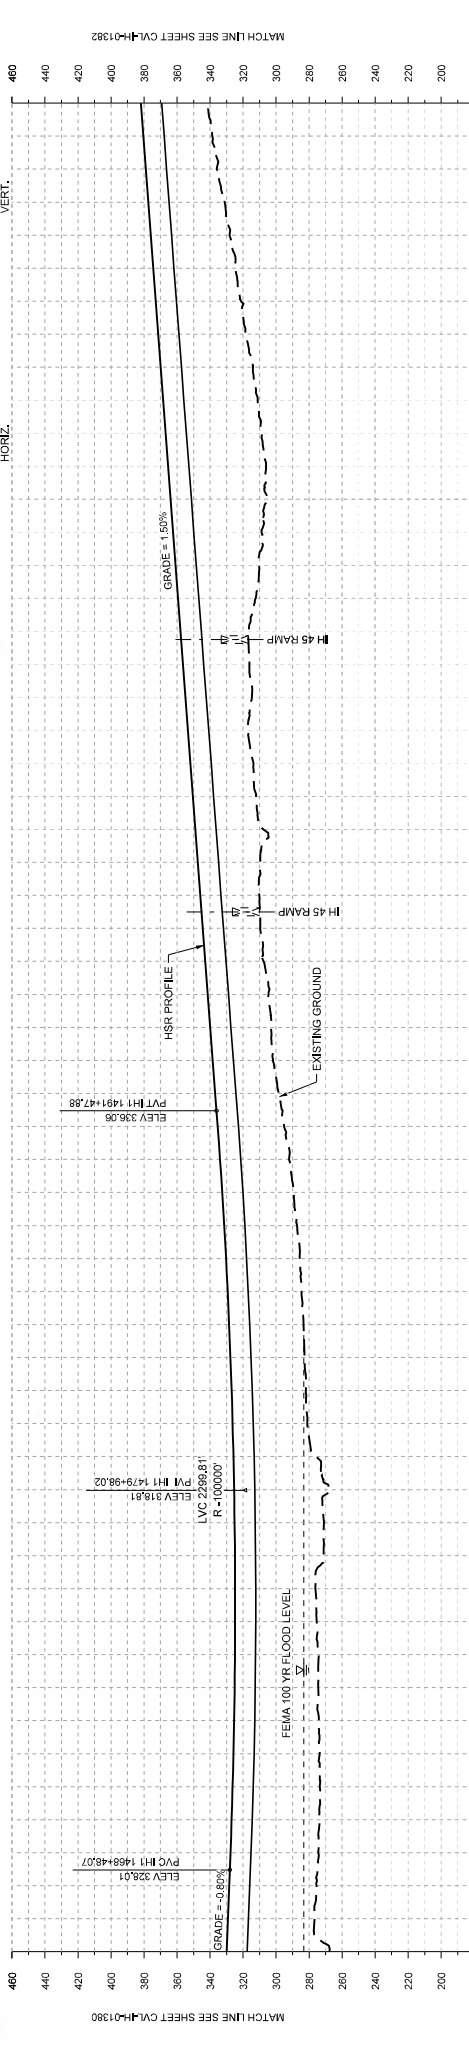 MATCH LINE SEE SHEET CVL-IH-01382
460 440 420 400 380 360 340 320 300 280 260 240 220 200
VERT.
HORIZ.
GRADE = 1.50%
IH 45 RAMP
IH 45 RAMP
HSR PROFILE
EXISTING GROUND
PVT IH1 1491+47.88
ELEV 336.06
PVI IH1 1479+98.02
ELEV 318.81
LVC 2299.81'
R -100000'
FEMA 100 YR FLOOD LEVEL
PVC IH1 1468+48.07
ELEV 328.01
GRADE = -0.80%
460 440 420 400 380 360 340 320 300 280 260 240 220 200
MATCH LINE SEE SHEET CVL-IH-01380